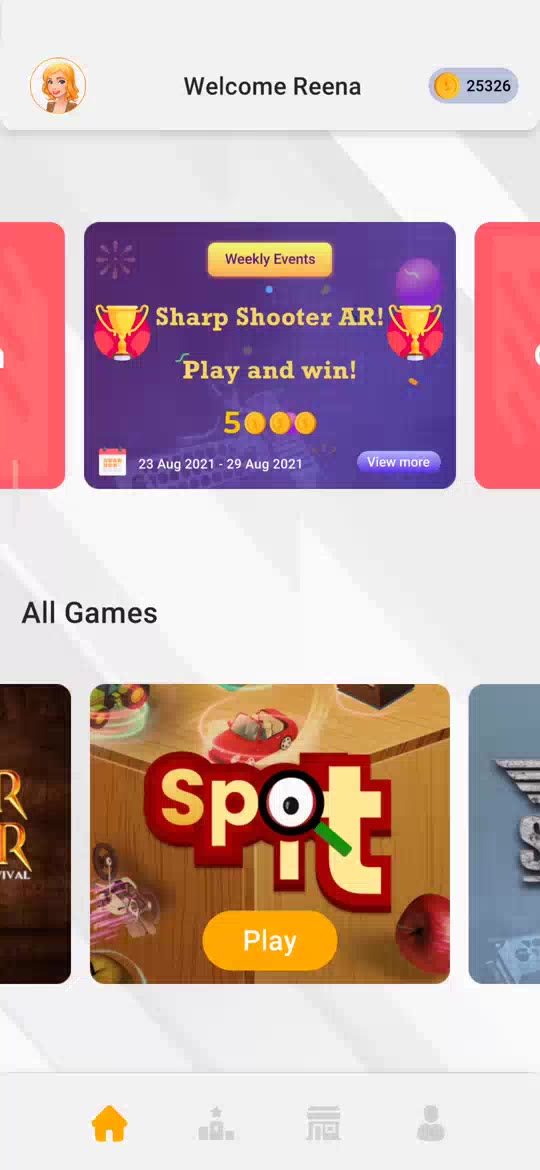 Welcome Reena
25326
Weekly Events
Sharp Shooter AR!
Play and win!
5
23 Aug 2021 - 29 Aug 2021
View more
All Games
Spot it
Play